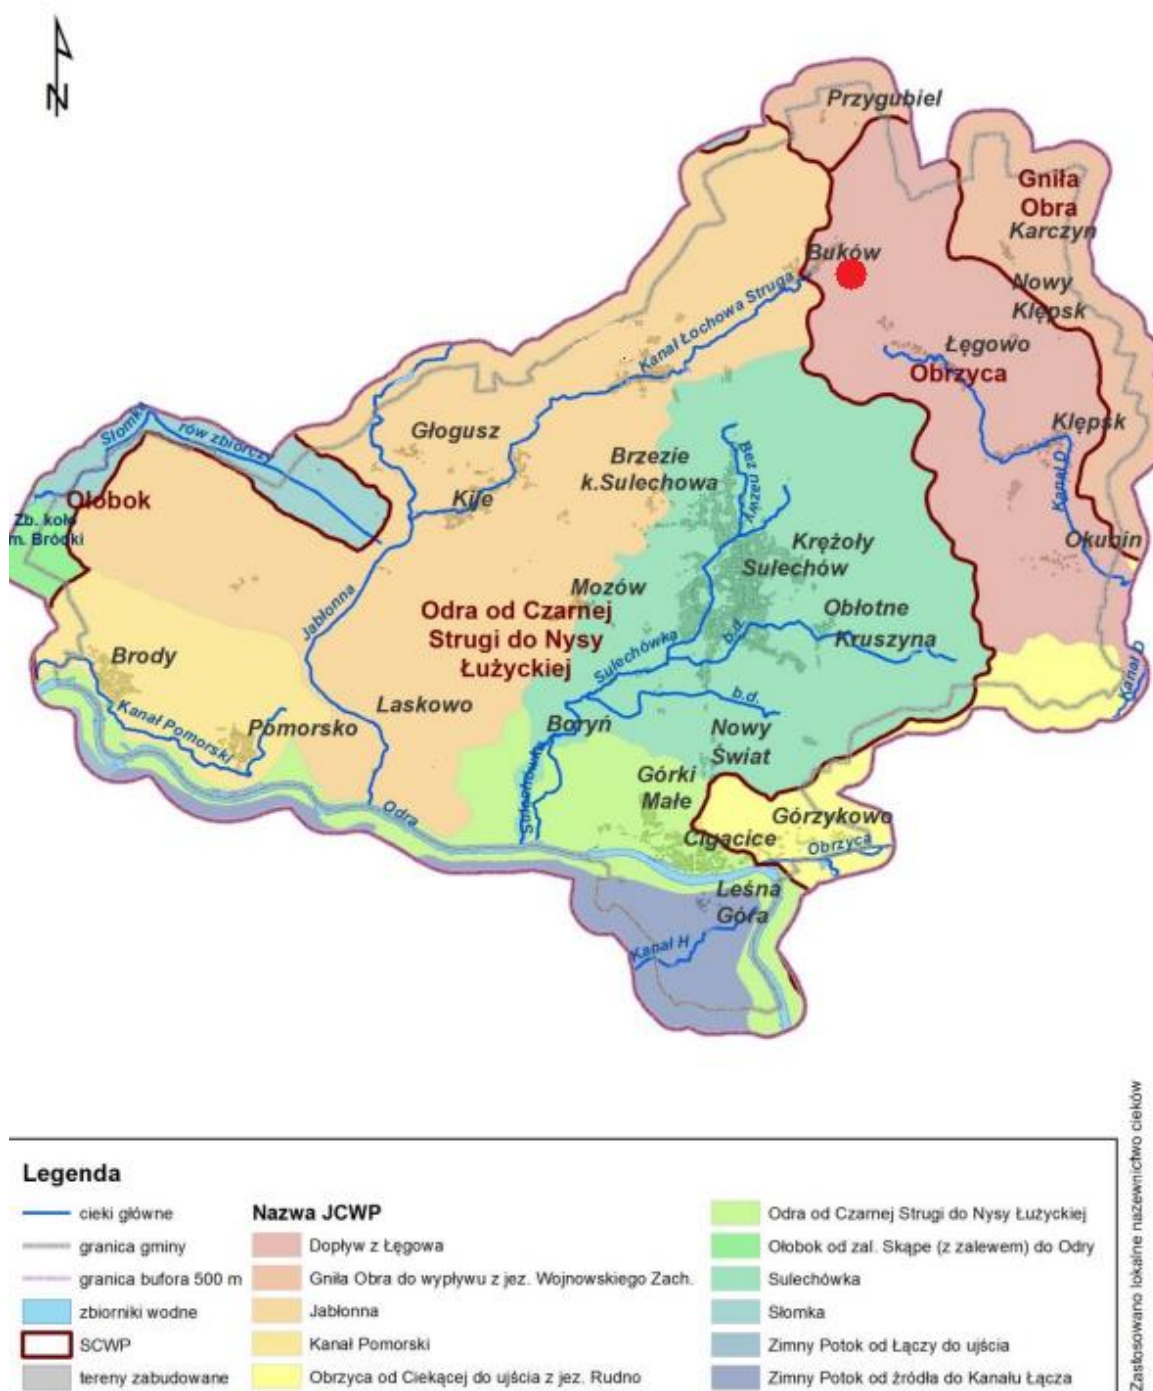 N
Przygubiel
Gniła
Obra
Karczyn
Buków
Nowy
Klępsk
Kanał Łochowa Struga
Łęgowo
Obrzyca
Słomka
rów zbiorczy
Głogusz
Klępsk
Bez nazwy
Brzezie
k.Sulechowa
Kije
Ołobok
Kanał D
Zb. koło
m. Bródki
Krężoły
Okunin
Sulechów
Mozów
Jabłonna
Odra od Czarnej
Strugi do Nysy
Łużyckiej
Obłotne
Kruszyna
b.d.
Sulechówka
Brody
Kanał D
b.d.
Laskowo
Kanał Pomorski
Pomorsko
Boryń
Nowy
Świat
Sulechówka
Górki
Małe
Odra
Górzykowo
Cigacice
Obrzyca
Leśna
Góra
Kanał H
Legenda
cieki główne
granica gminy
granica bufora 500 m
zbiorniki wodne
SCWP
tereny zabudowane
Nazwa JCWP
Dopływ z Łęgowa
Gniła Obra do wypływu z jez. Wojnowskiego Zach.
Jabłonna
Kanał Pomorski
Obrzyca od Ciekącej do ujścia z jez. Rudno
Odra od Czarnej Strugi do Nysy Łużyckiej
Ołobok od zal. Skąpe (z zalewem) do Odry
Sulechówka
Słomka
Zimny Potok od Łączy do ujścia
Zimny Potok od źródła do Kanału Łącza
Zastosowano lokalne nazewnictwo cieków